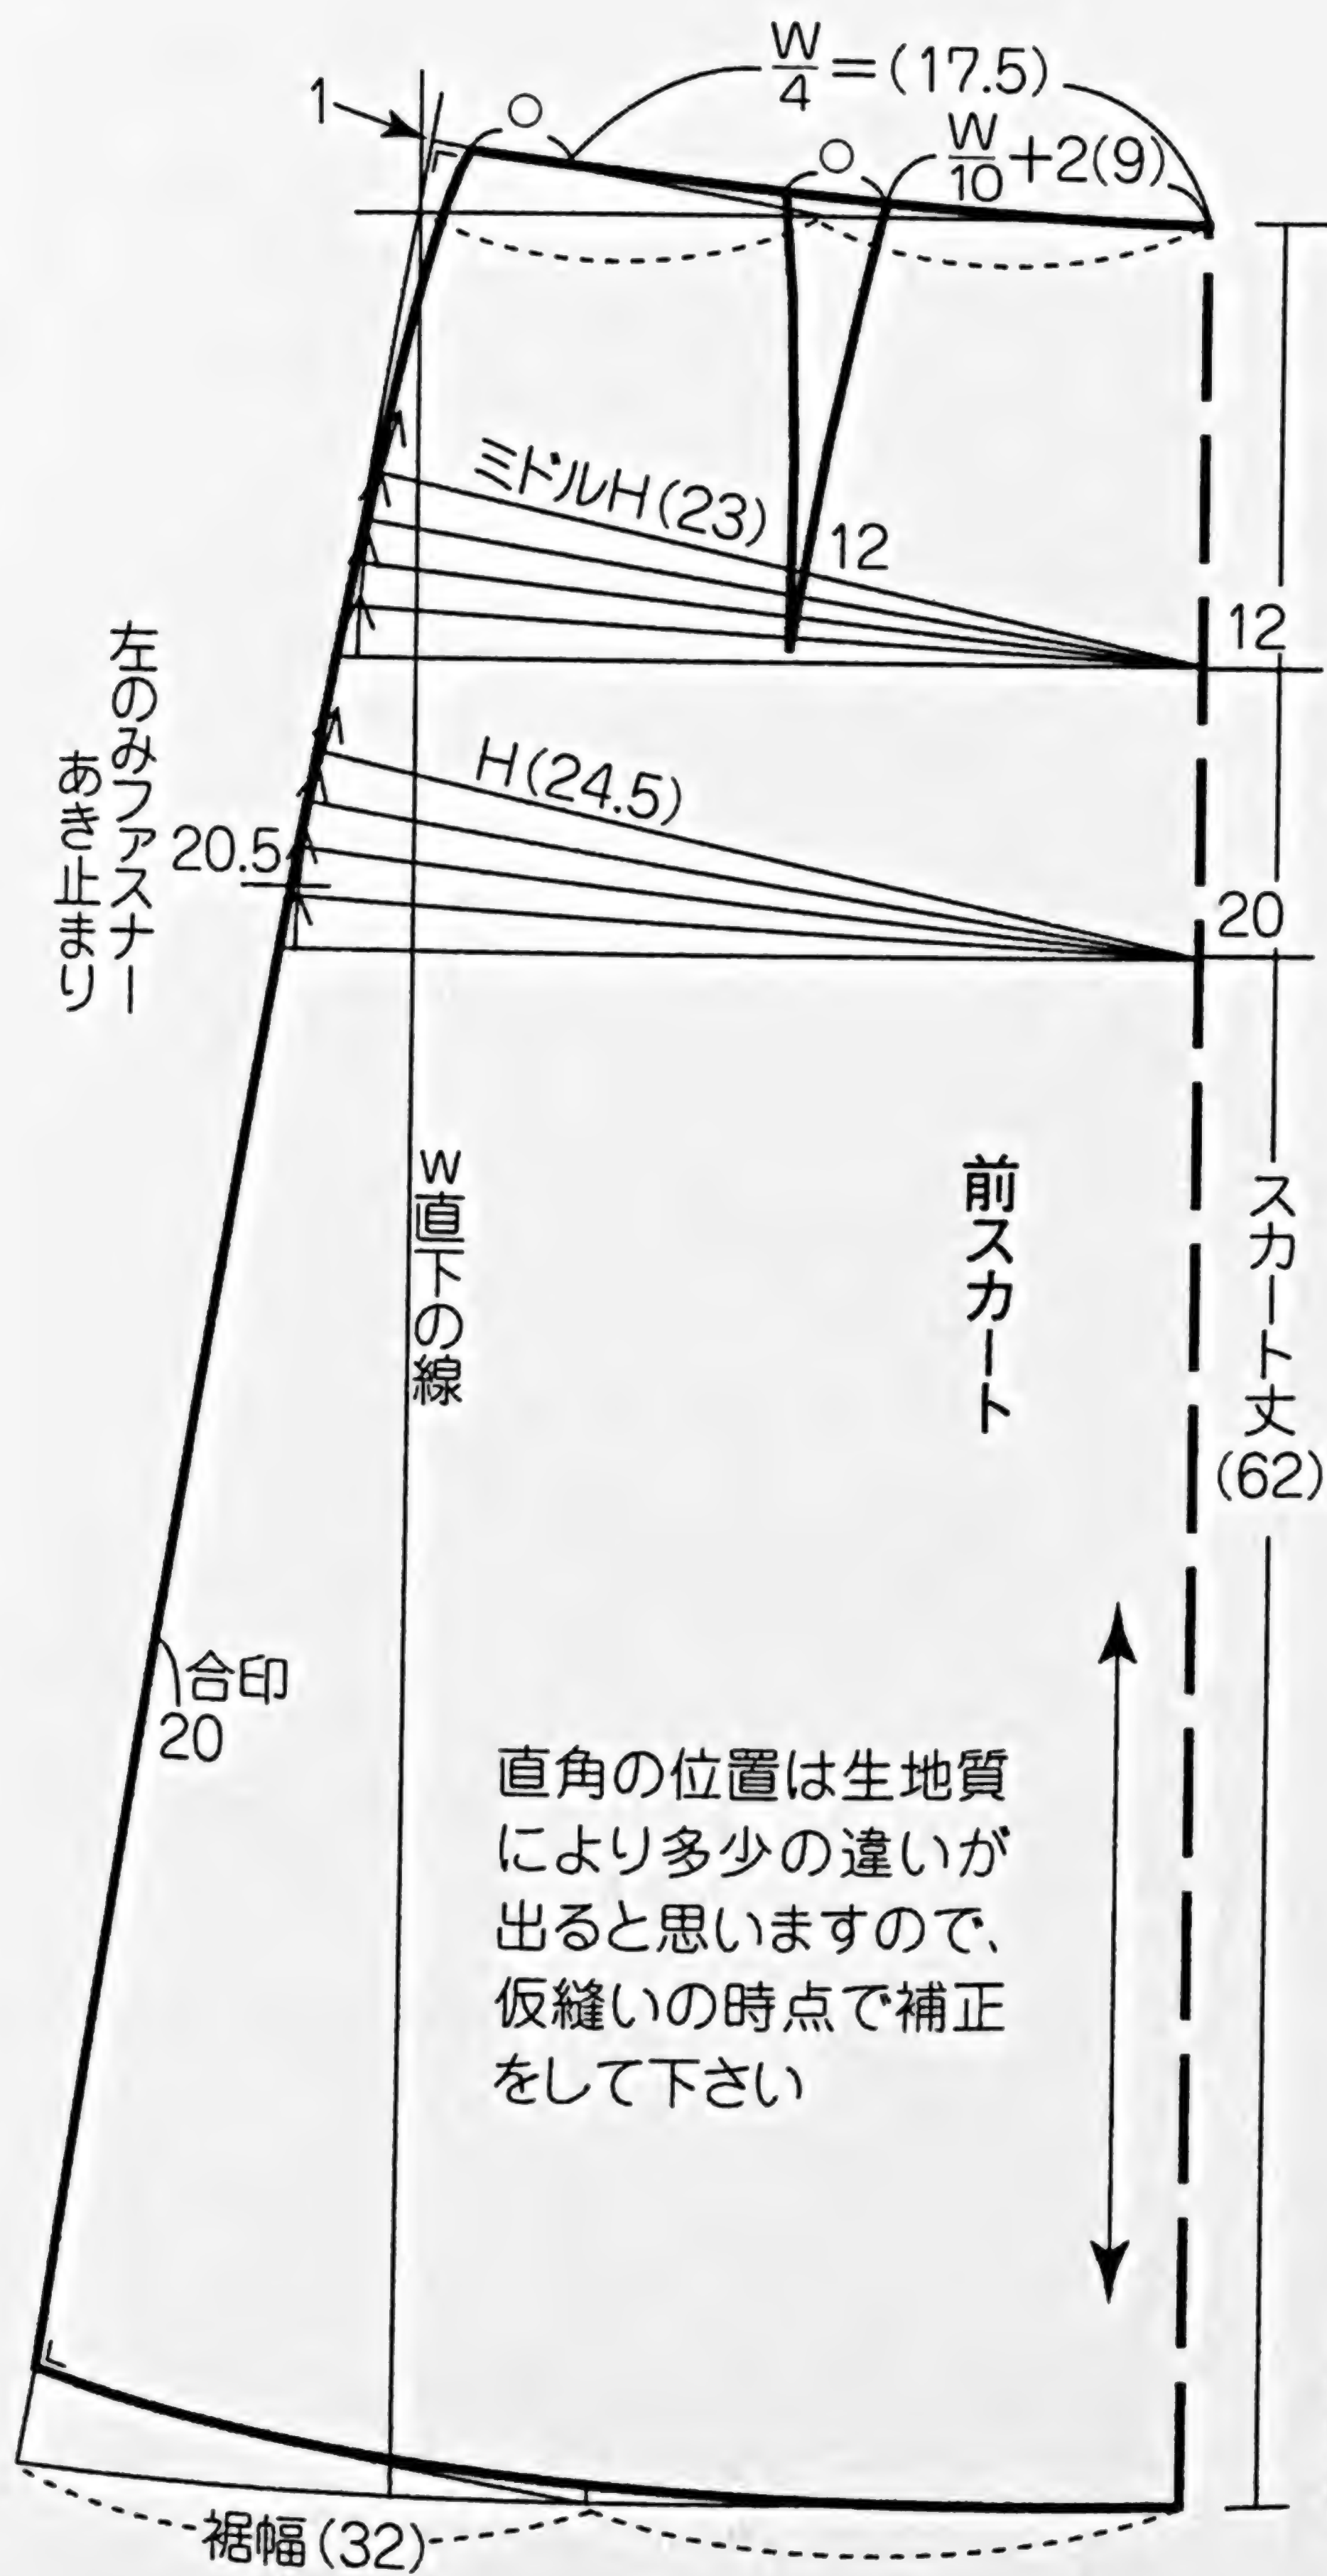 W/4=(17.5)
1
○
○
W/10+2(9)
ミドルH(23)
12
12
左のみファスナー
あき止まり
H(24.5)
20.5
20
W直下の線
前スカート
スカート丈
(62)
合印
20
直角の位置は生地質
により多少の違いが
出ると思いますので、
仮縫いの時点で補正
をして下さい
裾幅(32)